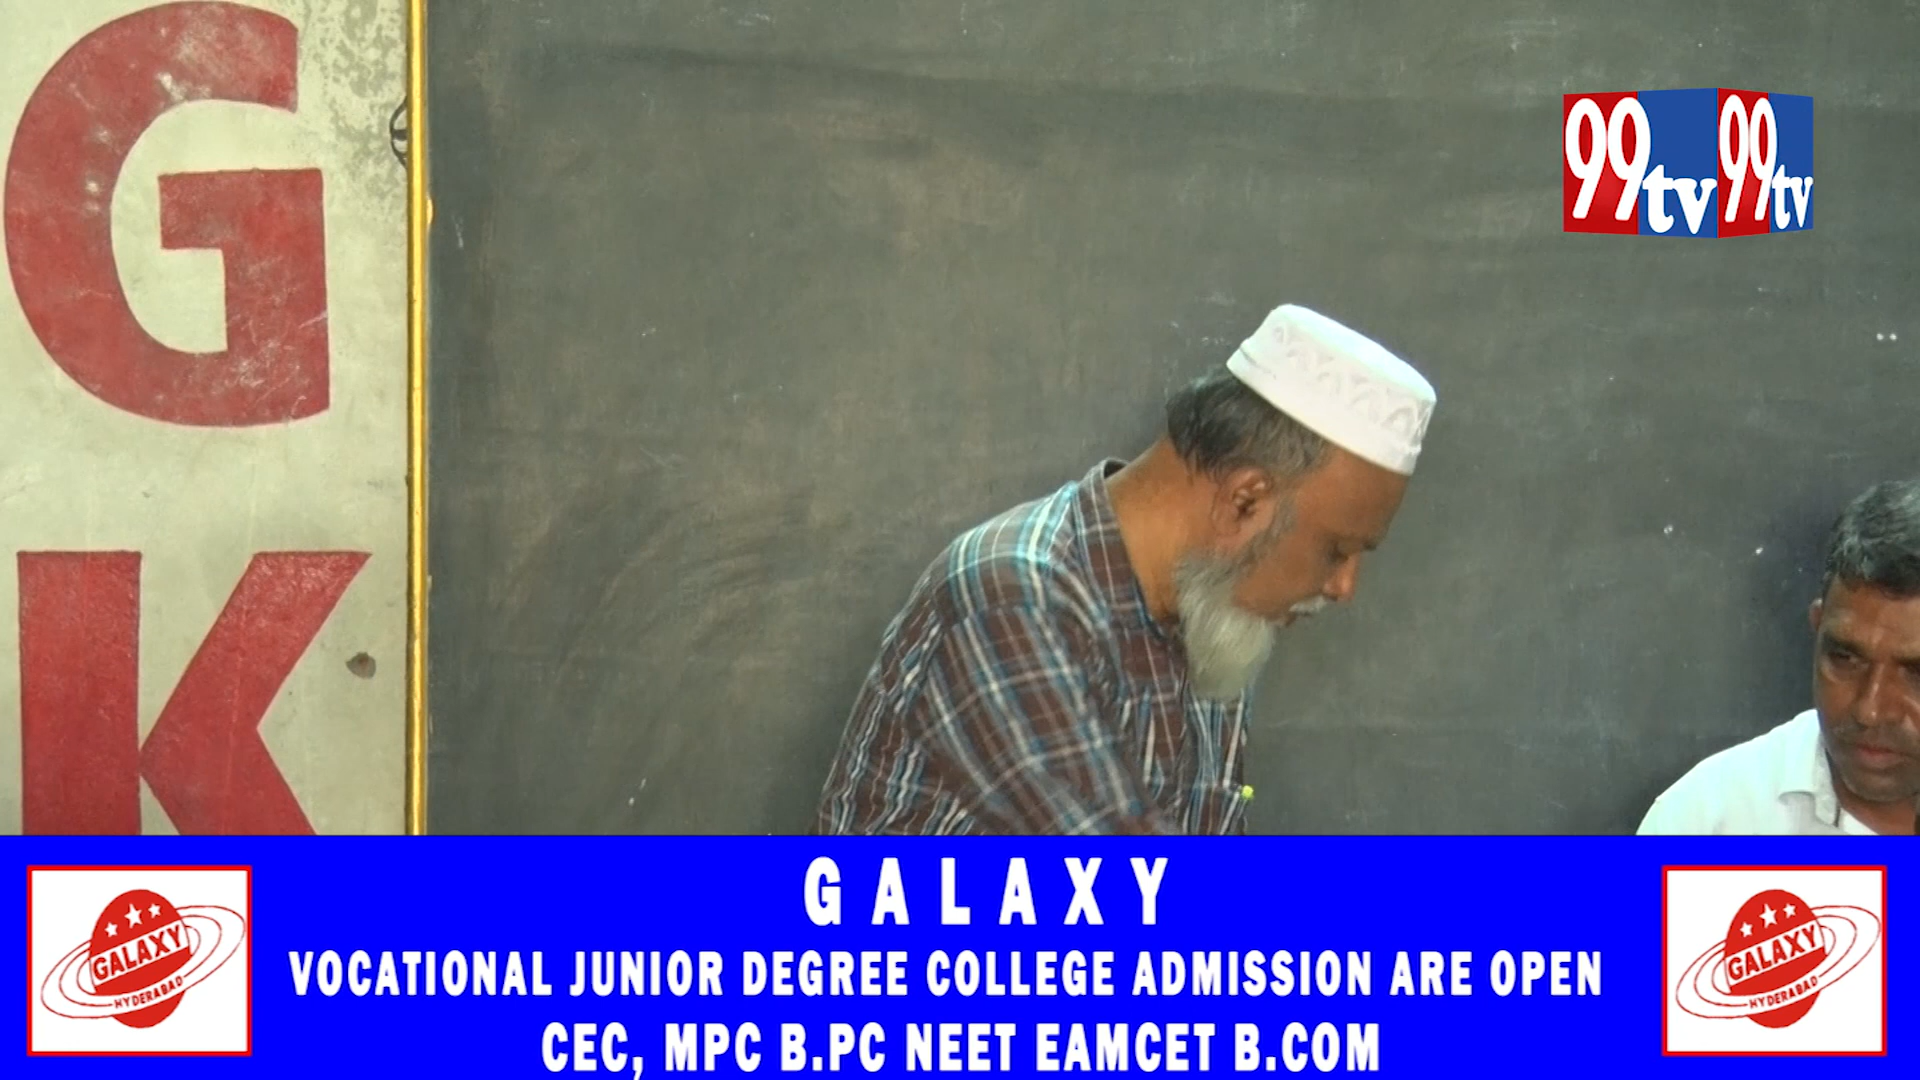 G
K
99tv 99tv
GALAXY
VOCATIONAL JUNIOR DEGREE COLLEGE ADMISSION ARE OPEN
CEC, MPC B.PC NEET EAMCET B.COM
GALAXY
HYDERABAD
GALAXY
HYDERABAD